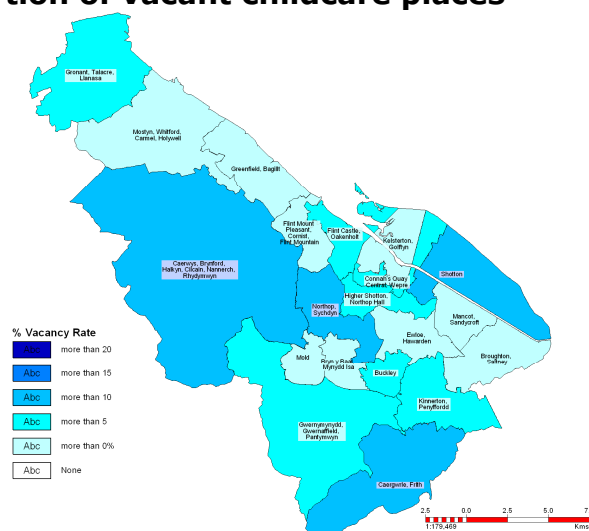 tion of vacant childcare places
Gronant, Talacre,
Llanasa
Mostyn, Whitford,
Carmel, Holywell
Greenfield, Bagillt
Flint Mount
Pleasant,
Cornist,
Flint Mountain
Flint Castle,
Oakenholt
Kelsterton,
Golftyn
Caerwys, Brynford,
Halkyn, Cilcain, Nannerch,
Rhydymwyn
Connah's Quay
Central, Wepre
Shotton
Higher Shotton,
Northop Hall
Northop,
Sychdyn
Mancot,
Sandycroft
Ewloe,
Hawarden
Broughton,
Saltney
Mold
Mynydd Isa
Buckley
Kinnerton,
Penyffordd
Gwernymynydd,
Gwernaffield,
Pantymwyn
Caergwrle, Frith
% Vacancy Rate
Abc more than 20
Abc more than 15
Abc more than 10
Abc more than 5
Abc more than 0%
Abc None
2.5 0.0 2.5 5.0 7
1:179,469 Kms